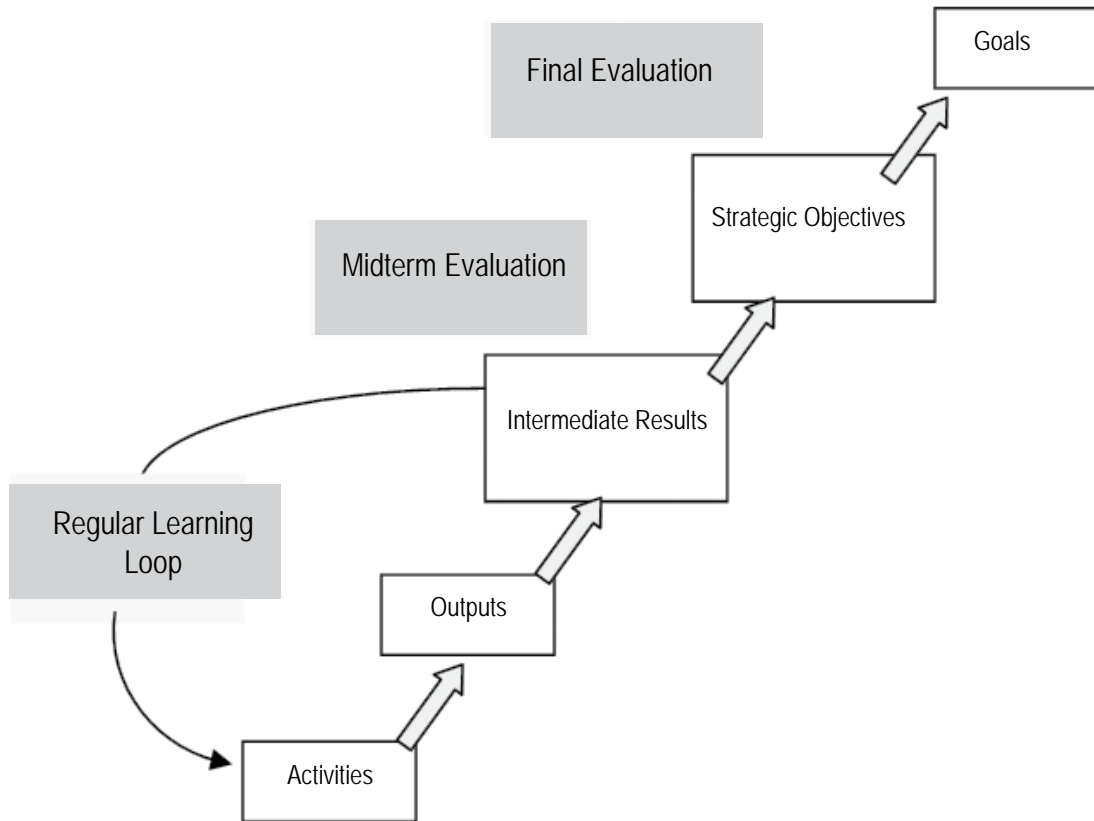 Goals
Final Evaluation
Strategic Objectives
Midterm Evaluation
Intermediate Results
Regular Learning
Loop
Outputs
Activities